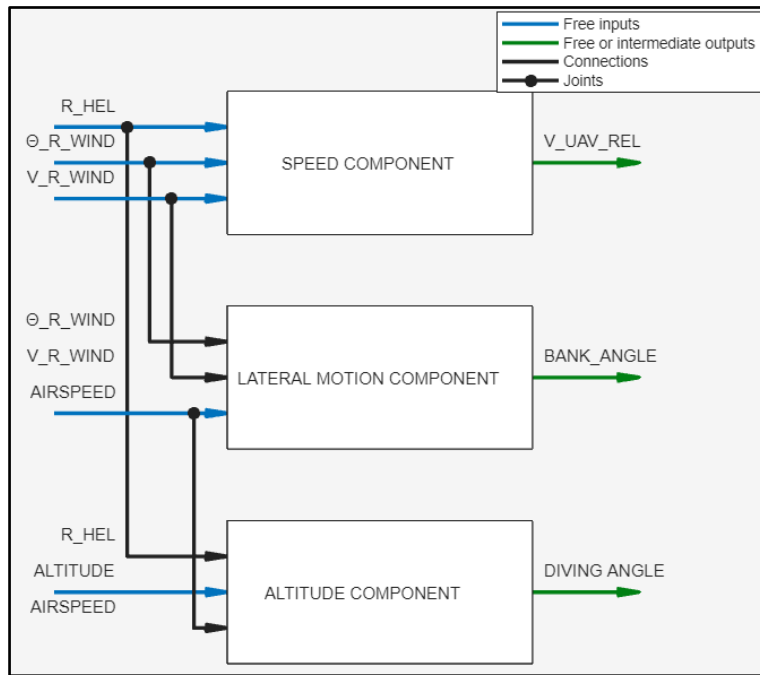 Free inputs
Free or intermediate outputs
Connections
Joints
R_HEL
Θ_R_WIND
V_R_WIND
SPEED COMPONENT
V_UAV_REL
Θ_R_WIND
V_R_WIND
AIRSPEED
LATERAL MOTION COMPONENT
BANK_ANGLE
R_HEL
ALTITUDE
AIRSPEED
ALTITUDE COMPONENT
DIVING ANGLE